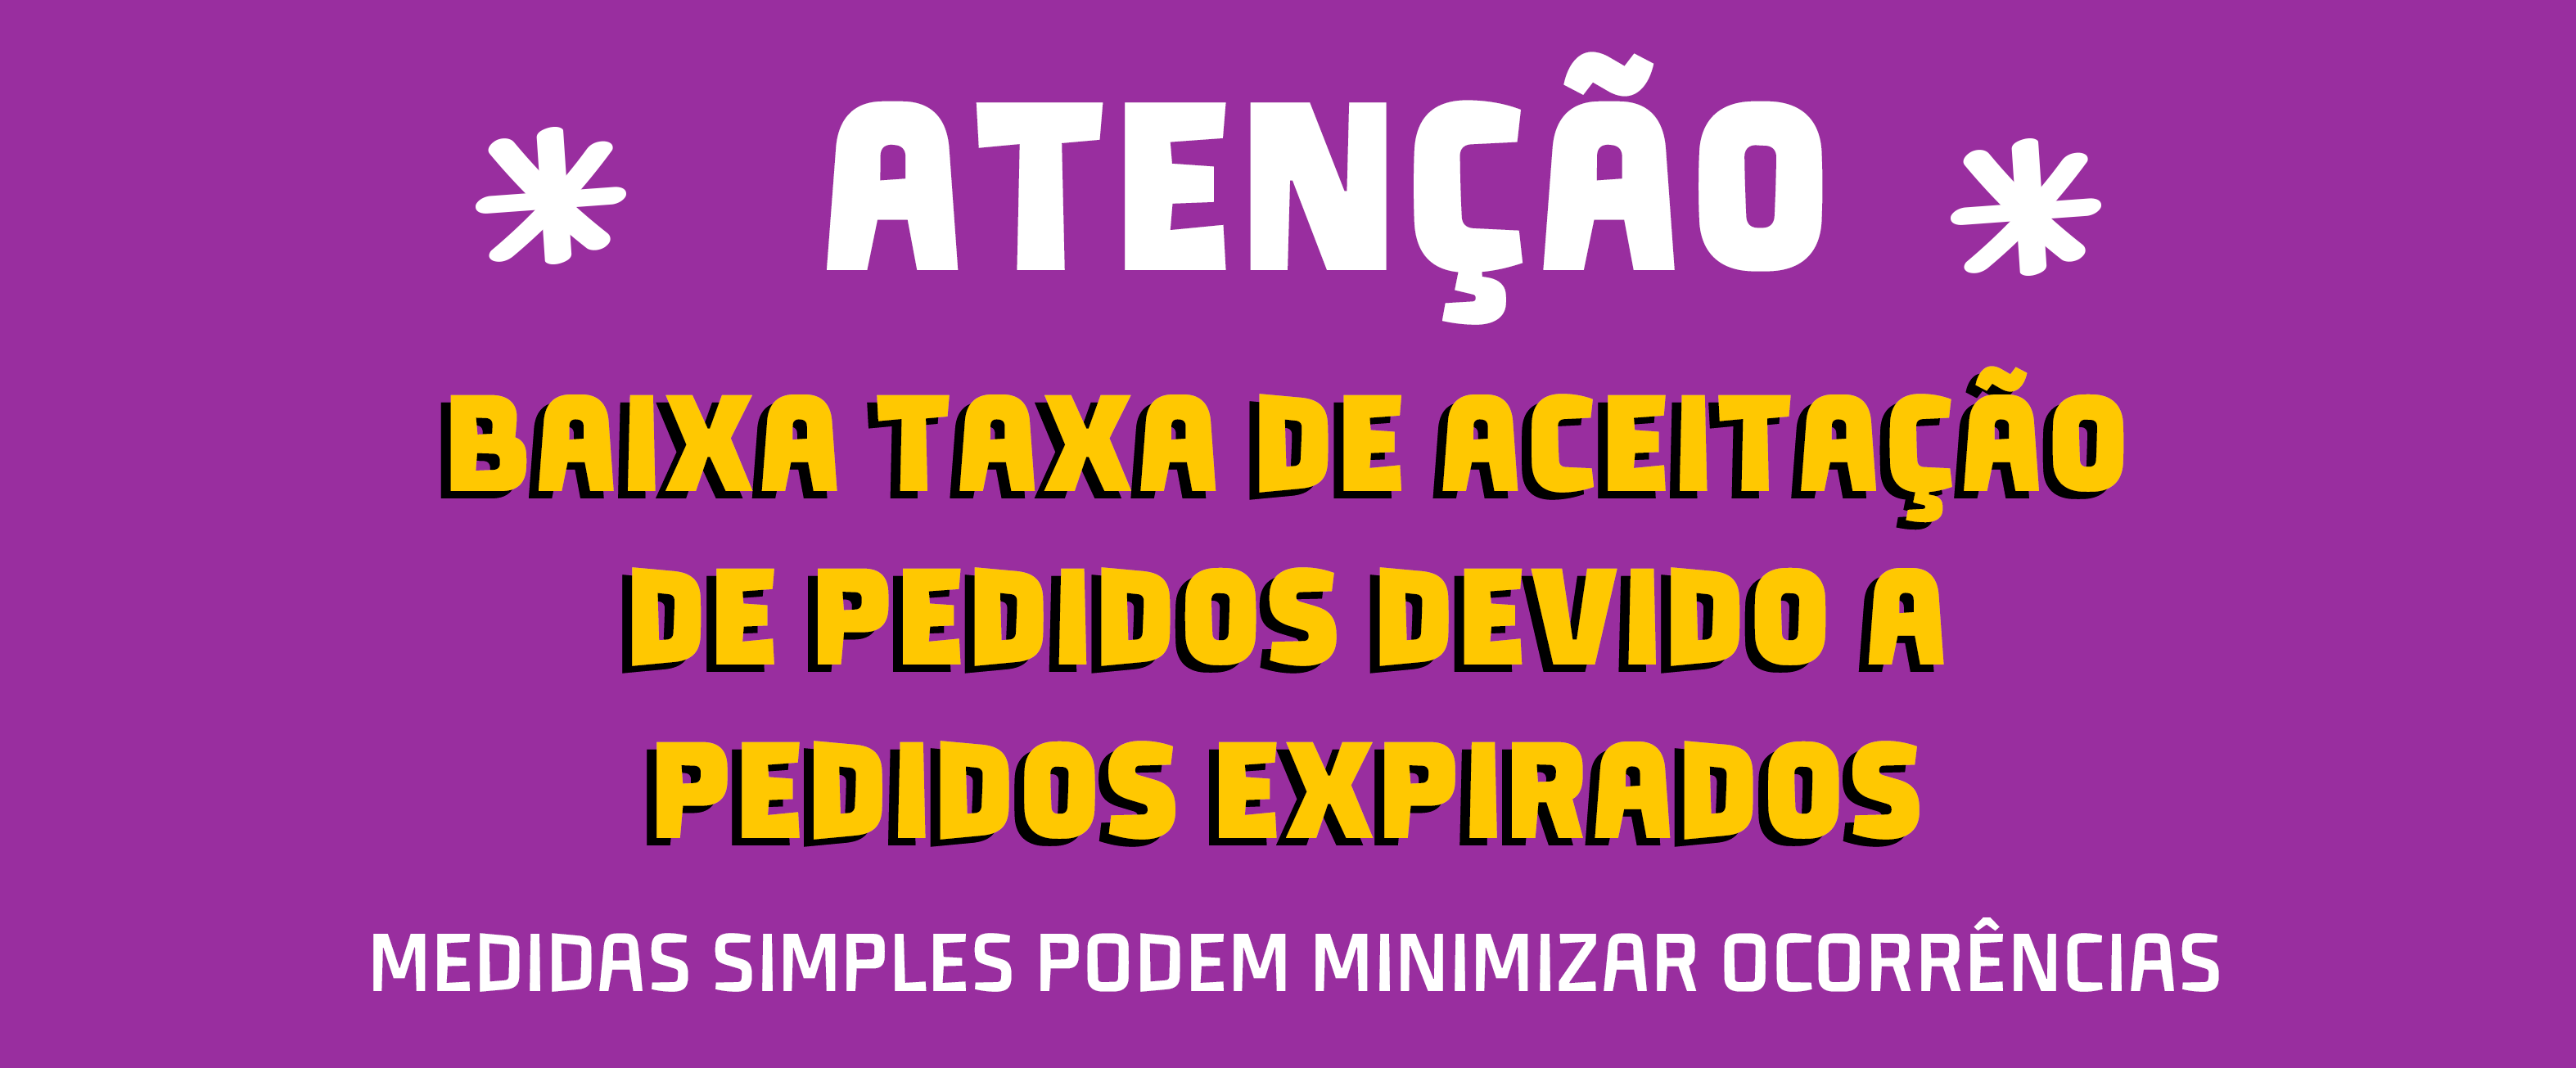 ATENÇÃO
BAIXA TAXA DE ACEITAÇÃO
DE PEDIDOS DEVIDO A
PEDIDOS EXPIRADOS
MEDIDAS SIMPLES PODEM MINIMIZAR OCORRÊNCIAS